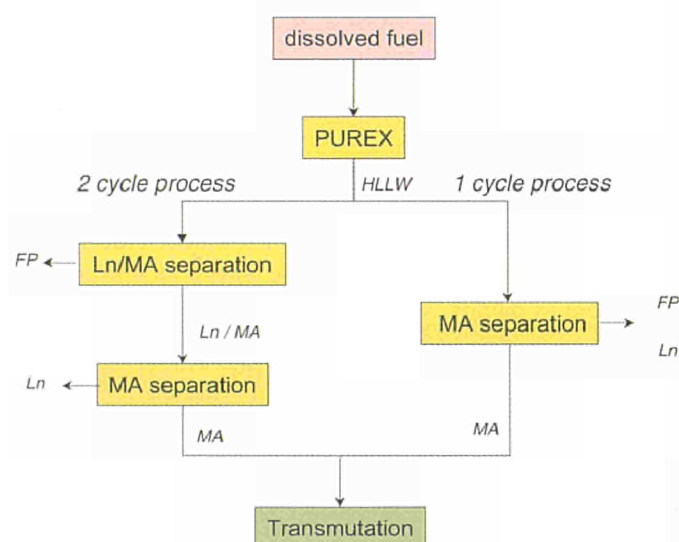 dissolved fuel
PUREX
2 cycle process
HLLW
1 cycle process
FP
Ln/MA separation
Ln / MA
MA separation
FP
Ln
Ln
MA separation
MA
MA
Transmutation